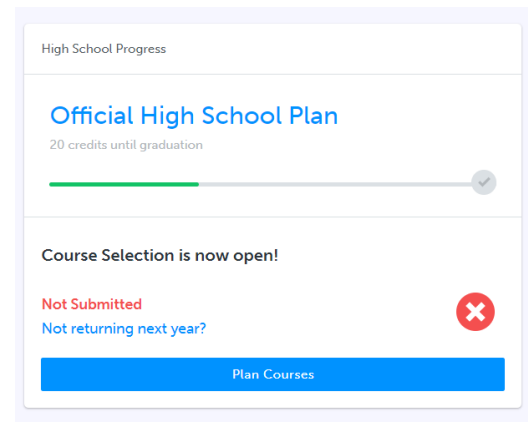 High School Progress
Official High School Plan
20 credits until graduation
Course Selection is now open!
Not Submitted
Not returning next year?
Plan Courses